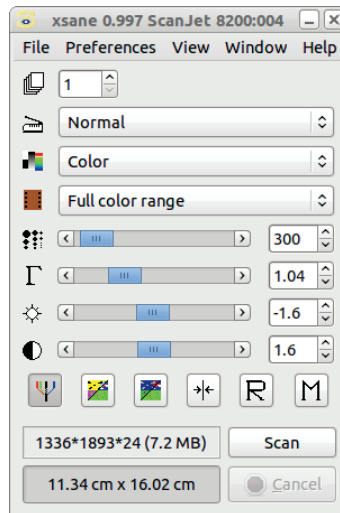 xsane 0.997 ScanJet 8200:004
File Preferences View Window Help
1
Normal
Color
Full color range
300
Γ 1.04
-1.6
1.6
R M
1336*1893*24 (7.2 MB) Scan
11.34 cm x 16.02 cm Cancel